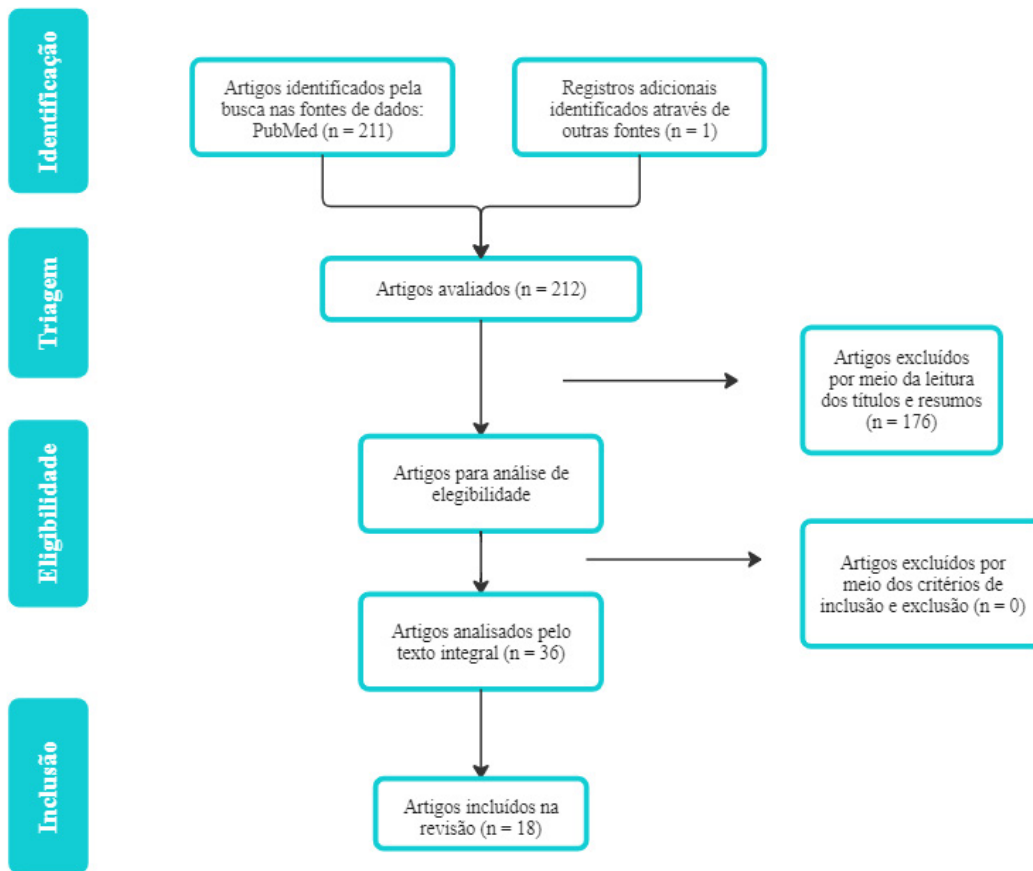 Identificação
Artigos identificados pela
busca nas fontes de dados:
PubMed (n = 211)
Registros adicionais
identificados através de
outras fontes (n = 1)
Triagem
Artigos avaliados (n = 212)
Artigos excluídos
por meio da leitura
dos títulos e resumos
(n = 176)
Eligibilidade
Artigos para análise de
elegibilidade
Artigos excluídos por
meio dos critérios de
inclusão e exclusão (n = 0)
Artigos analisados pelo
texto integral (n = 36)
Inclusão
Artigos incluídos na
revisão (n = 18)